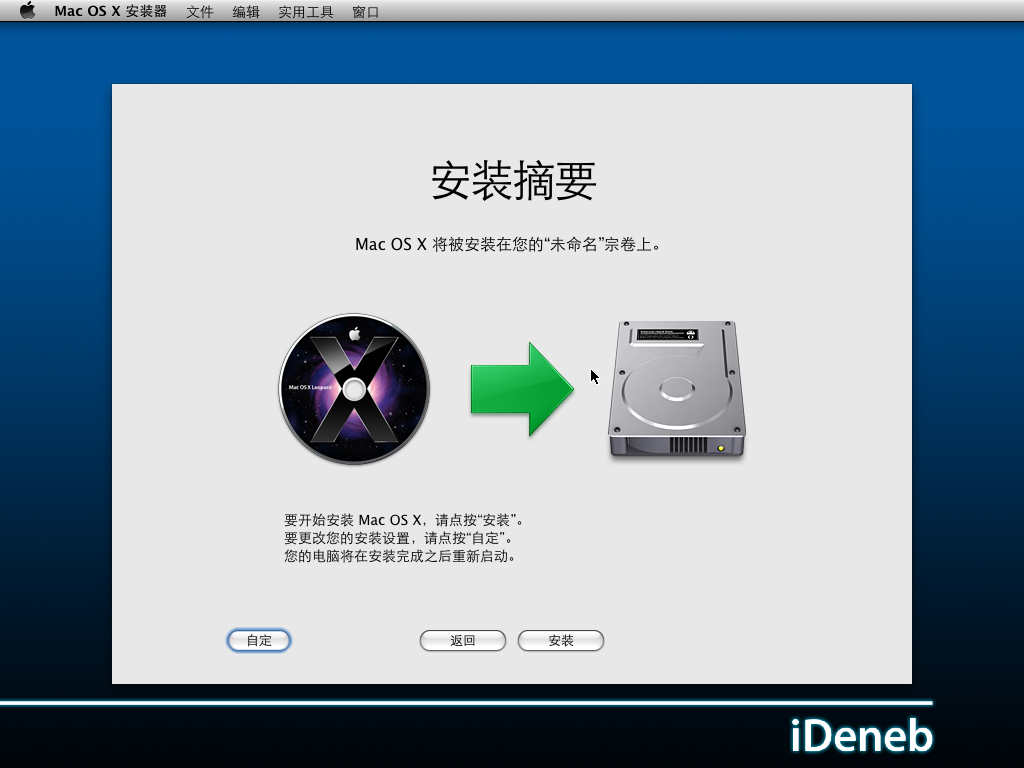 Mac OS X 安装器 文件 编辑 实用工具 窗口
安装摘要
Mac OS X 将被安装在您的“未命名”宗卷上。
Mac OS X Leopard
要开始安装 Mac OS X，请点按“安装”。
要更改您的安装设置，请点按“自定”。
您的电脑将在安装完成之后重新启动。
自定 返回 安装
iDeneb